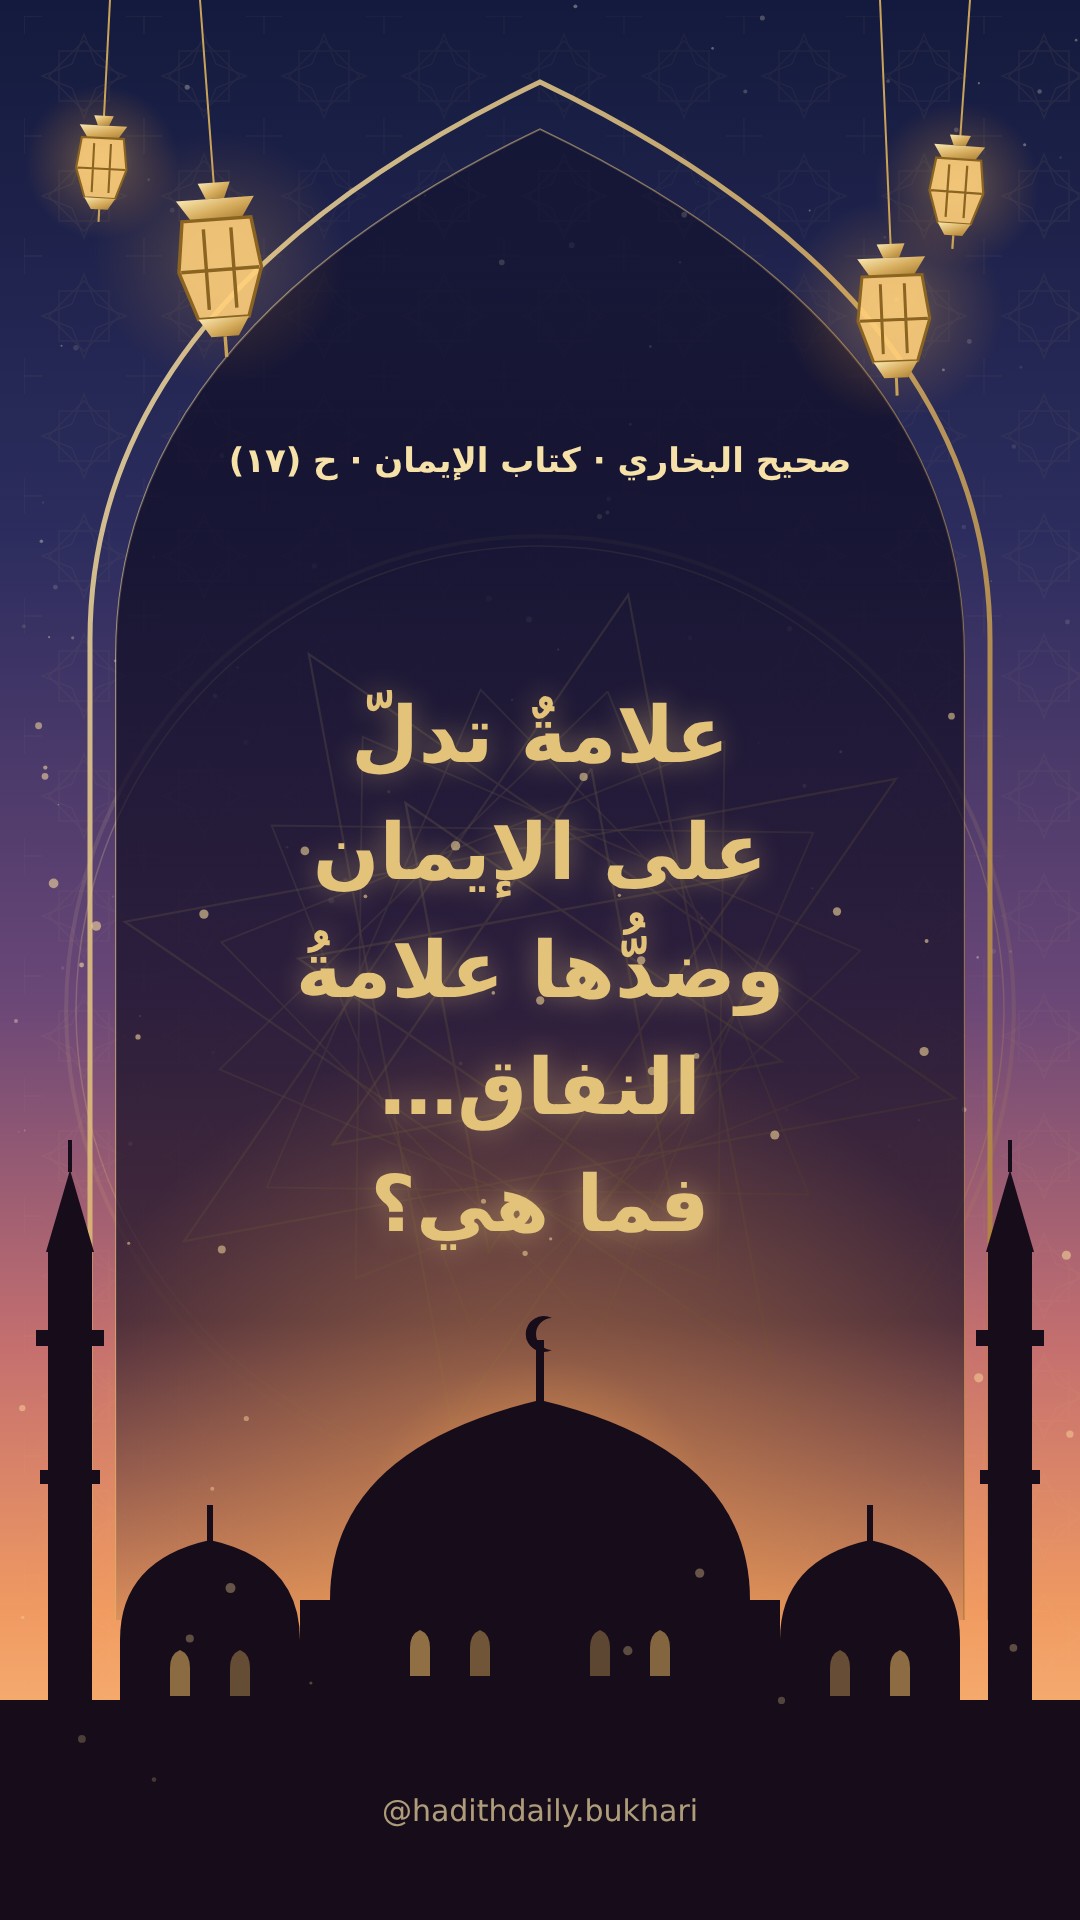 صحيح البخاري · كتاب الإيمان · ح (١٧)
علامةٌ تدلّ
على الإيمان
وضدُّها علامةُ
النفاق...
فما هي؟
@hadithdaily.bukhari